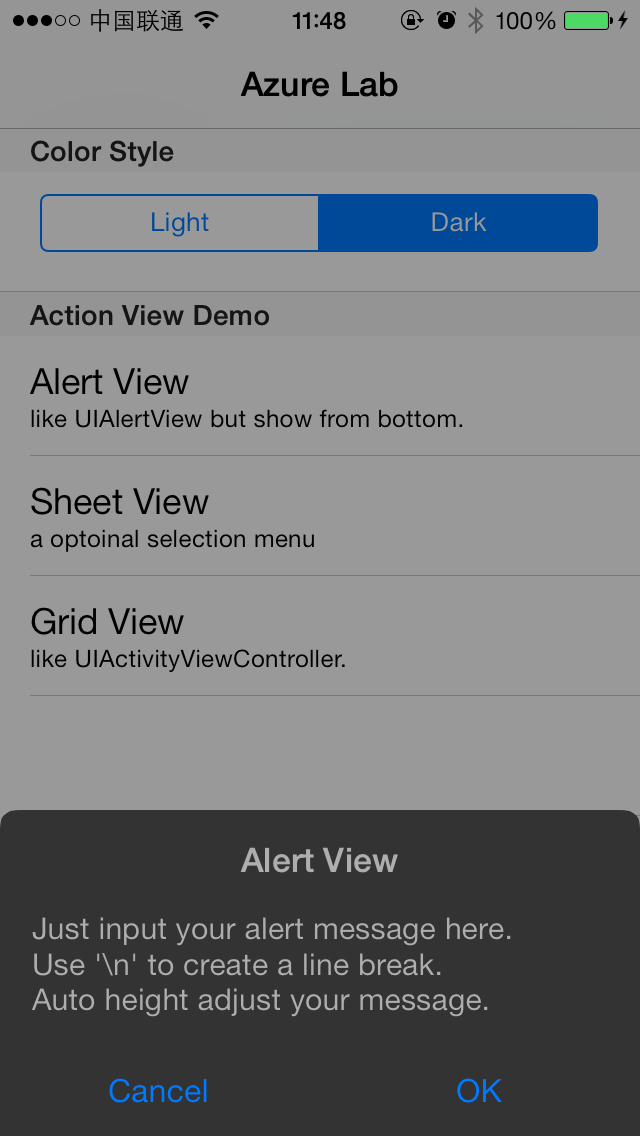 中国联通 11:48 100%
Azure Lab
Color Style
Light Dark
Action View Demo
Alert View
like UIAlertView but show from bottom.
Sheet View
a optoinal selection menu
Grid View
like UIActivityViewController.
Alert View
Just input your alert message here.
Use '\n' to create a line break.
Auto height adjust your message.
Cancel OK